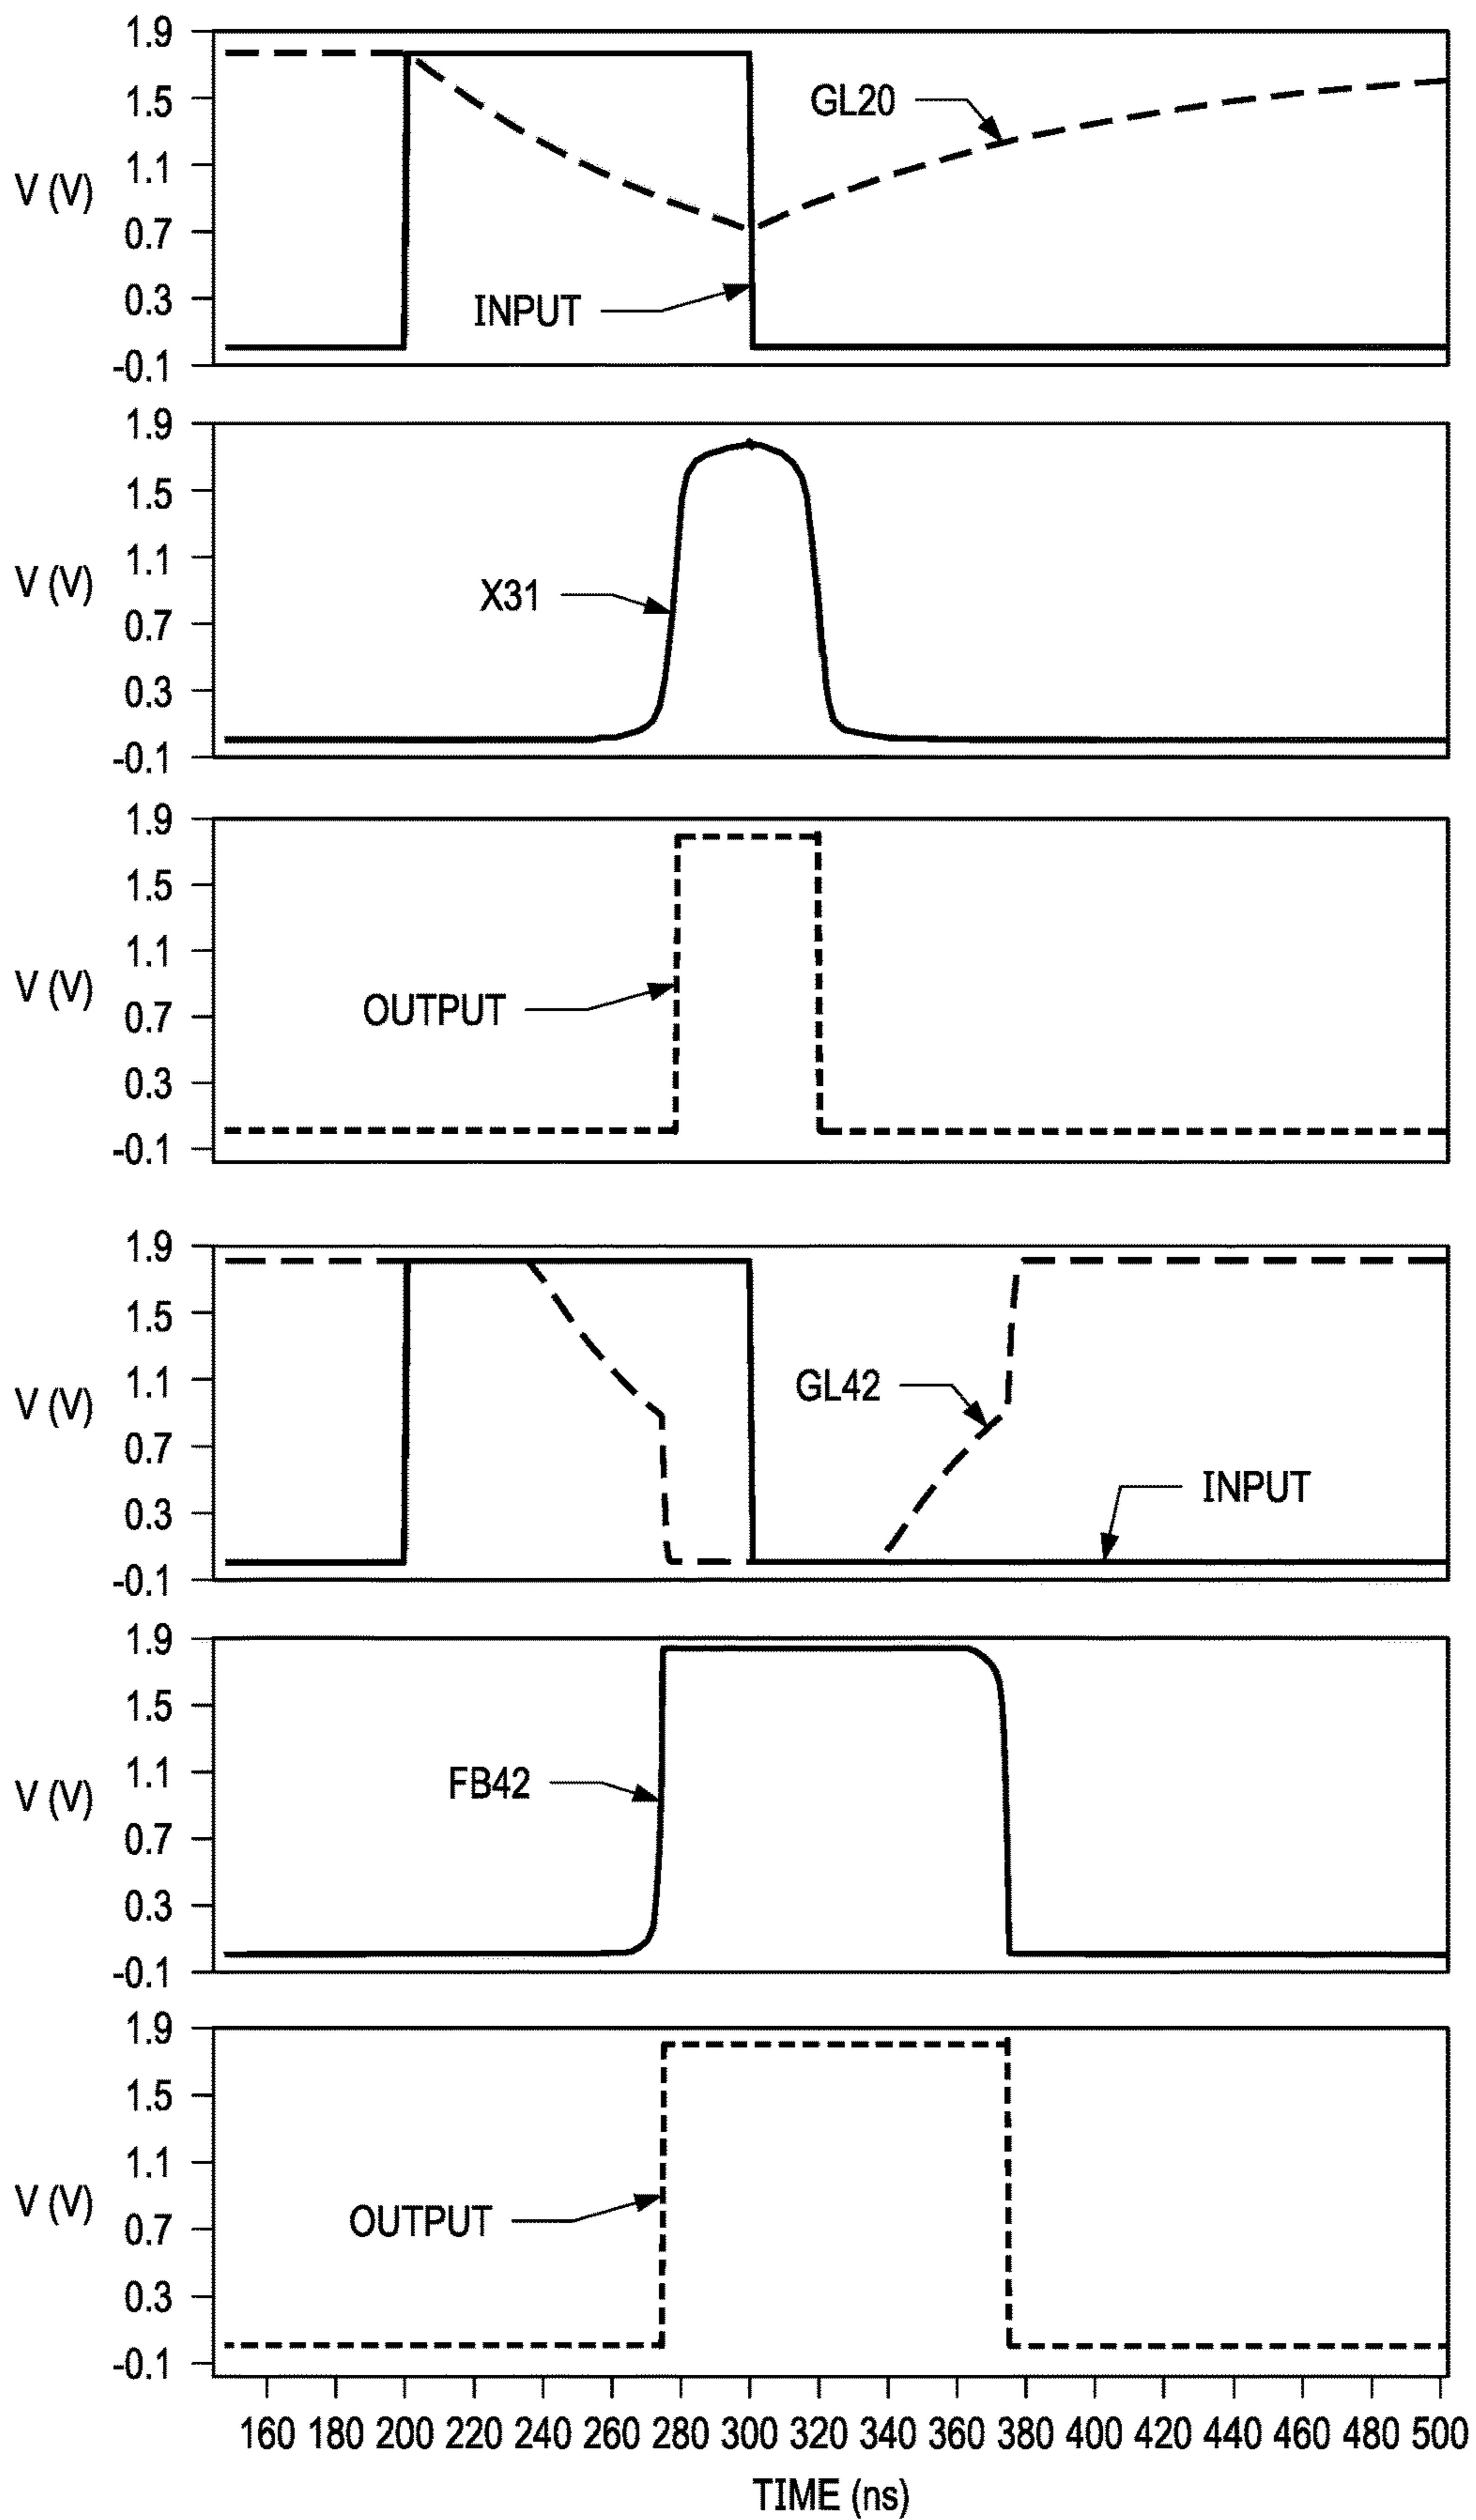 1.9
1.5
GL20
1.1
V (V)
0.7
INPUT
0.3
-0.1
1.9
1.5
1.1
V (V)
X31
0.7
0.3
-0.1
1.9
1.5
1.1
V (V)
OUTPUT
0.7
0.3
-0.1
1.9
1.5
1.1
GL42
V (V)
0.7
INPUT
0.3
-0.1
1.9
1.5
1.1
FB42
V (V)
0.7
0.3
-0.1
1.9
1.5
1.1
V (V)
OUTPUT
0.7
0.3
-0.1
160 180 200 220 240 260 280 300 320 340 360 380 400 420 440 460 480 500
TIME (ns)